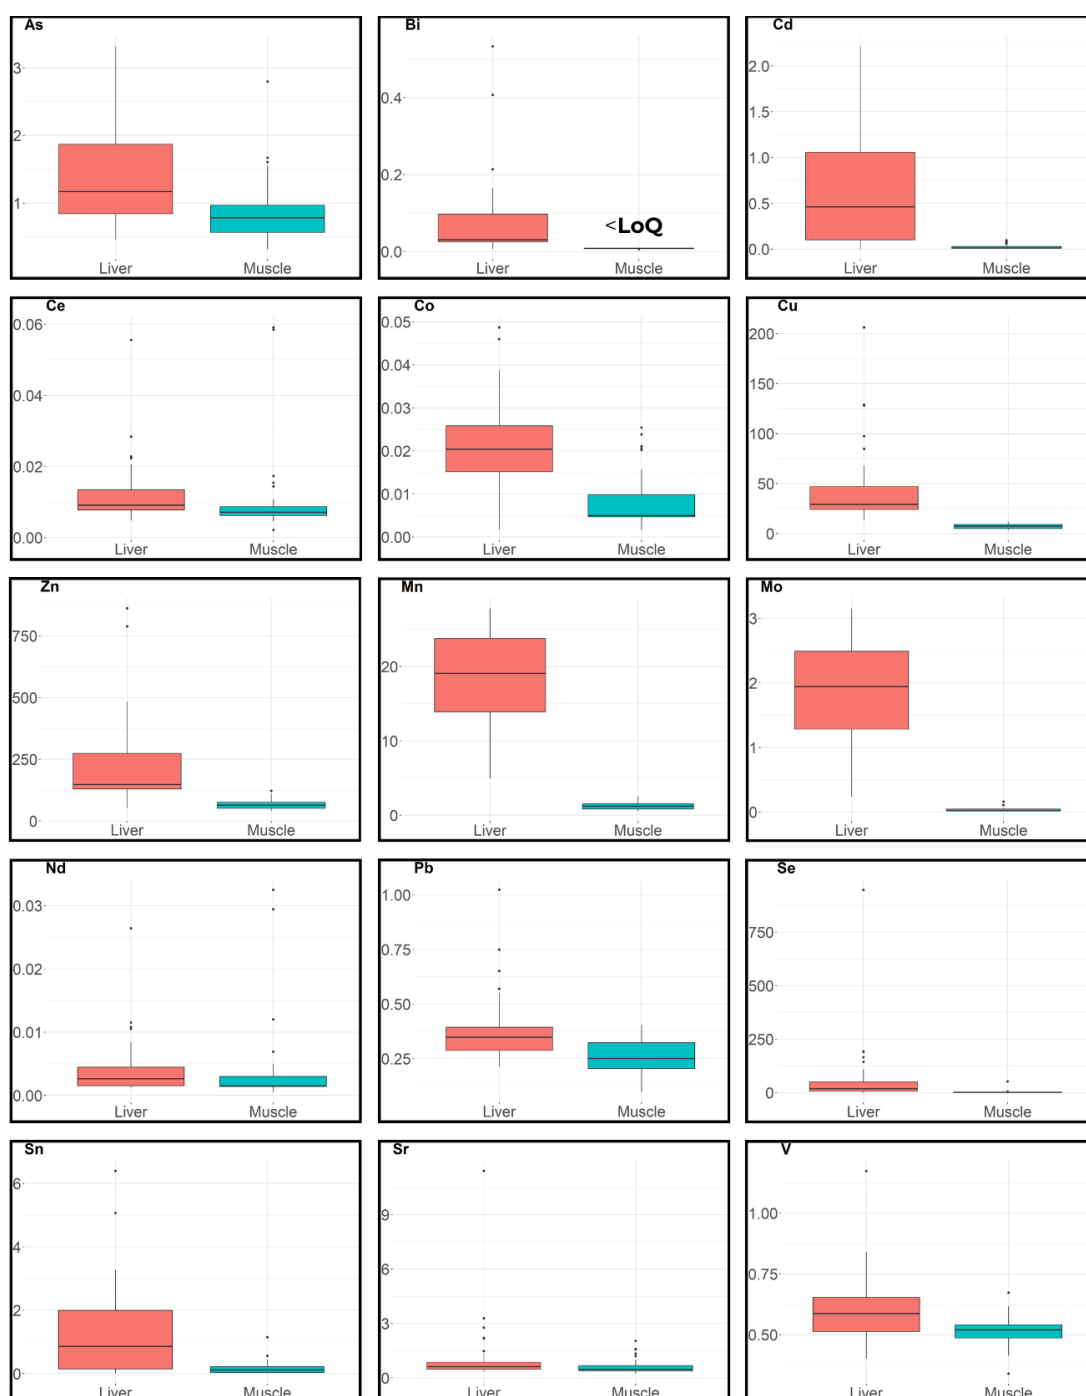 As
3
2
1
Liver Muscle
Bi
0.4
0.2
0.0
<LoQ
Liver Muscle
Cd
2.0
1.5
1.0
0.5
0.0
Liver Muscle
Ce
0.06
0.04
0.02
0.00
Liver Muscle
Co
0.05
0.04
0.03
0.02
0.01
0.00
Liver Muscle
Cu
200
150
100
50
0
Liver Muscle
Zn
750
500
250
0
Liver Muscle
Mn
20
10
0
Liver Muscle
Mo
3
2
1
0
Liver Muscle
Nd
0.03
0.02
0.01
0.00
Liver Muscle
Pb
1.00
0.75
0.50
0.25
Liver Muscle
Se
750
500
250
0
Liver Muscle
Sn
6
4
2
0
Liver Muscle
Sr
9
6
3
0
Liver Muscle
V
1.00
0.75
0.50
Liver Muscle